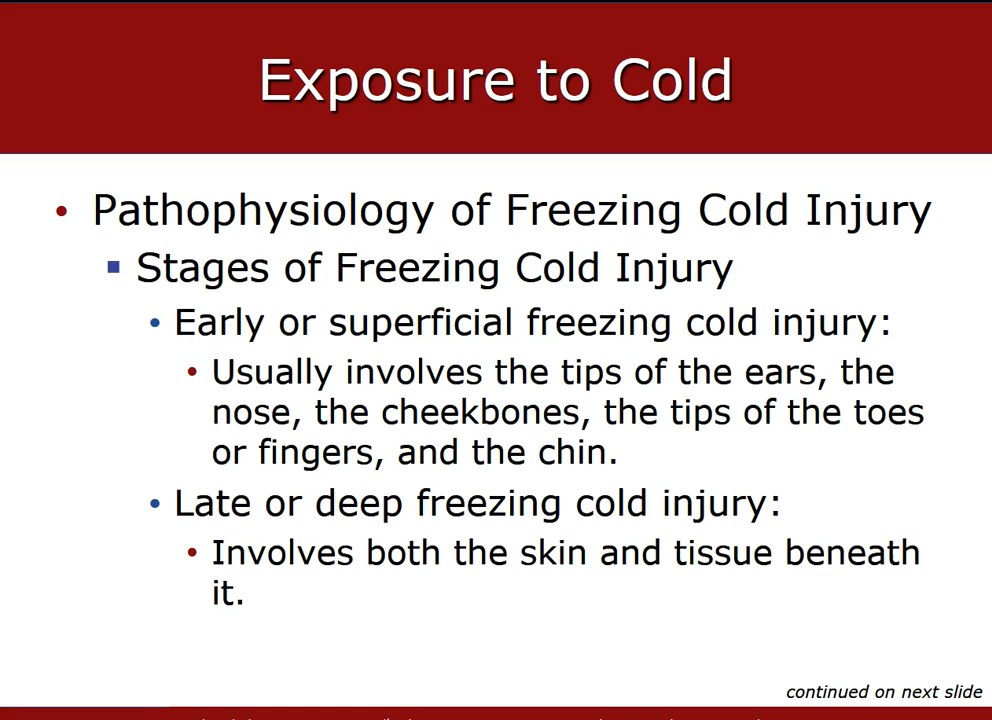 Exposure to Cold
• Pathophysiology of Freezing Cold Injury
▪ Stages of Freezing Cold Injury
• Early or superficial freezing cold injury:
• Usually involves the tips of the ears, the
nose, the cheekbones, the tips of the toes
or fingers, and the chin.
• Late or deep freezing cold injury:
• Involves both the skin and tissue beneath
it.
continued on next slide